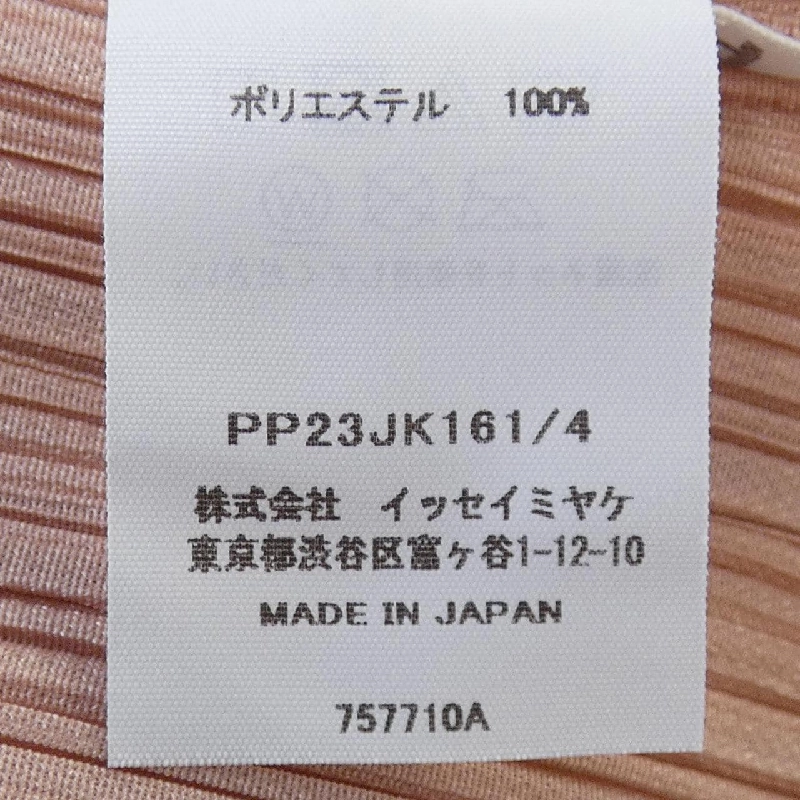 ポリエステル 100%
PP23JK161/4
株式会社 イッセイミヤケ
東京都渋谷区富ヶ谷1-12-10
MADE IN JAPAN
757710A